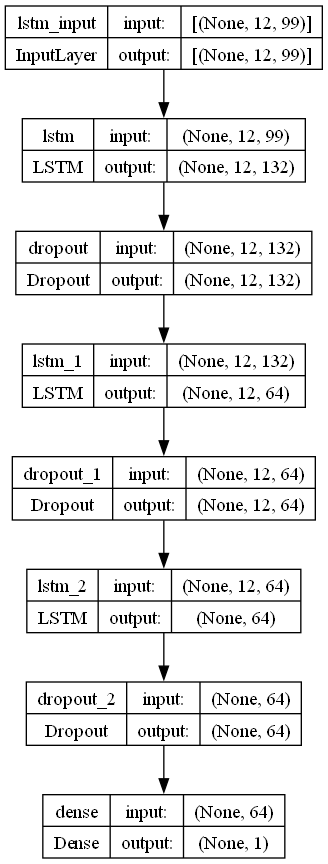 lstm_input input: [(None, 12, 99)]
InputLayer output: [(None, 12, 99)]
lstm input: (None, 12, 99)
LSTM output: (None, 12, 132)
dropout input: (None, 12, 132)
Dropout output: (None, 12, 132)
lstm_1 input: (None, 12, 132)
LSTM output: (None, 12, 64)
dropout_1 input: (None, 12, 64)
Dropout output: (None, 12, 64)
lstm_2 input: (None, 12, 64)
LSTM output: (None, 64)
dropout_2 input: (None, 64)
Dropout output: (None, 64)
dense input: (None, 64)
Dense output: (None, 1)